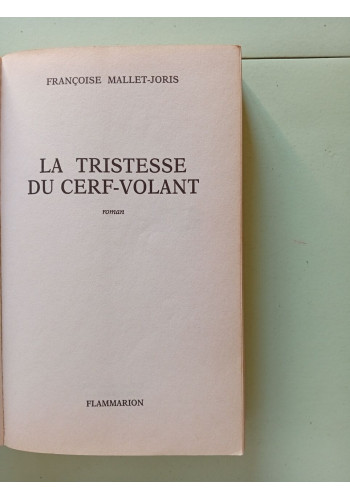 FRANÇOISE MALLET-JORIS
LA TRISTESSE
DU CERF-VOLANT
roman
FLAMMARION